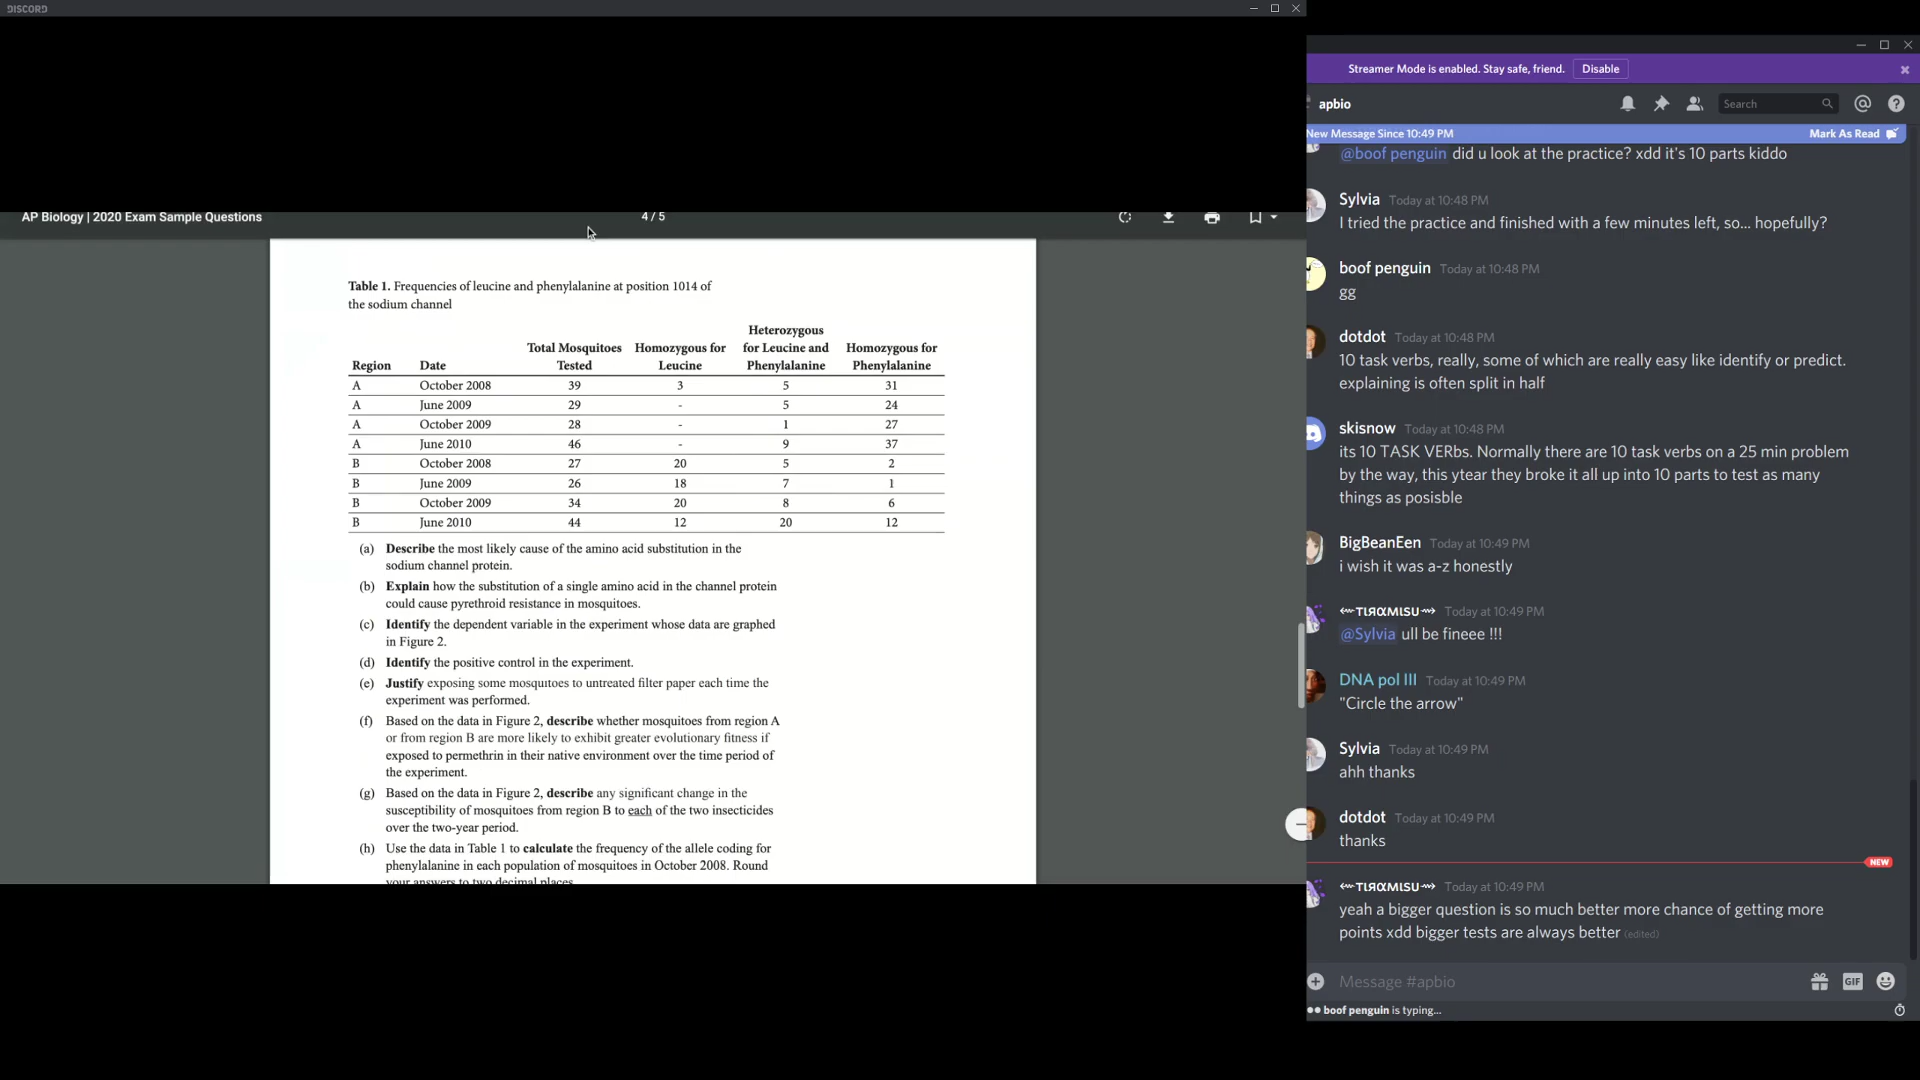 DISCORD
AP Biology | 2020 Exam Sample Questions
4 / 5
Table 1. Frequencies of leucine and phenylalanine at position 1014 of
the sodium channel
Region Date Total Mosquitoes Tested Homozygous for Leucine Heterozygous for Leucine and Phenylalanine Homozygous for Phenylalanine
A October 2008 39 3 5 31
A June 2009 29 - 5 24
A October 2009 28 - 1 27
A June 2010 46 - 9 37
B October 2008 27 20 5 2
B June 2009 26 18 7 1
B October 2009 34 20 8 6
B June 2010 44 12 20 12
(a) Describe the most likely cause of the amino acid substitution in the
sodium channel protein.
(b) Explain how the substitution of a single amino acid in the channel protein
could cause pyrethroid resistance in mosquitoes.
(c) Identify the dependent variable in the experiment whose data are graphed
in Figure 2.
(d) Identify the positive control in the experiment.
(e) Justify exposing some mosquitoes to untreated filter paper each time the
experiment was performed.
(f) Based on the data in Figure 2, describe whether mosquitoes from region A
or from region B are more likely to exhibit greater evolutionary fitness if
exposed to permethrin in their native environment over the time period of
the experiment.
(g) Based on the data in Figure 2, describe any significant change in the
susceptibility of mosquitoes from region B to each of the two insecticides
over the two-year period.
(h) Use the data in Table 1 to calculate the frequency of the allele coding for
phenylalanine in each population of mosquitoes in October 2008. Round
your answers to two decimal places.
Streamer Mode is enabled. Stay safe, friend. Disable
apbio
Search
New Message Since 10:49 PM Mark As Read
@boof penguin did u look at the practice? xdd it's 10 parts kiddo
Sylvia Today at 10:48 PM
I tried the practice and finished with a few minutes left, so... hopefully?
boof penguin Today at 10:48 PM
gg
dotdot Today at 10:48 PM
10 task verbs, really, some of which are really easy like identify or predict.
explaining is often split in half
skisnow Today at 10:48 PM
its 10 TASK VERbs. Normally there are 10 task verbs on a 25 min problem
by the way, this ytear they broke it all up into 10 parts to test as many
things as posisble
BigBeanEen Today at 10:49 PM
i wish it was a-z honestly
⬳тιяαмιѕυ⟿ Today at 10:49 PM
@Sylvia ull be fineee !!!
DNA pol III Today at 10:49 PM
"Circle the arrow"
Sylvia Today at 10:49 PM
ahh thanks
dotdot Today at 10:49 PM
thanks
NEW
⬳тιяαмιѕυ⟿ Today at 10:49 PM
yeah a bigger question is so much better more chance of getting more
points xdd bigger tests are always better (edited)
Message #apbio
GIF
boof penguin is typing...